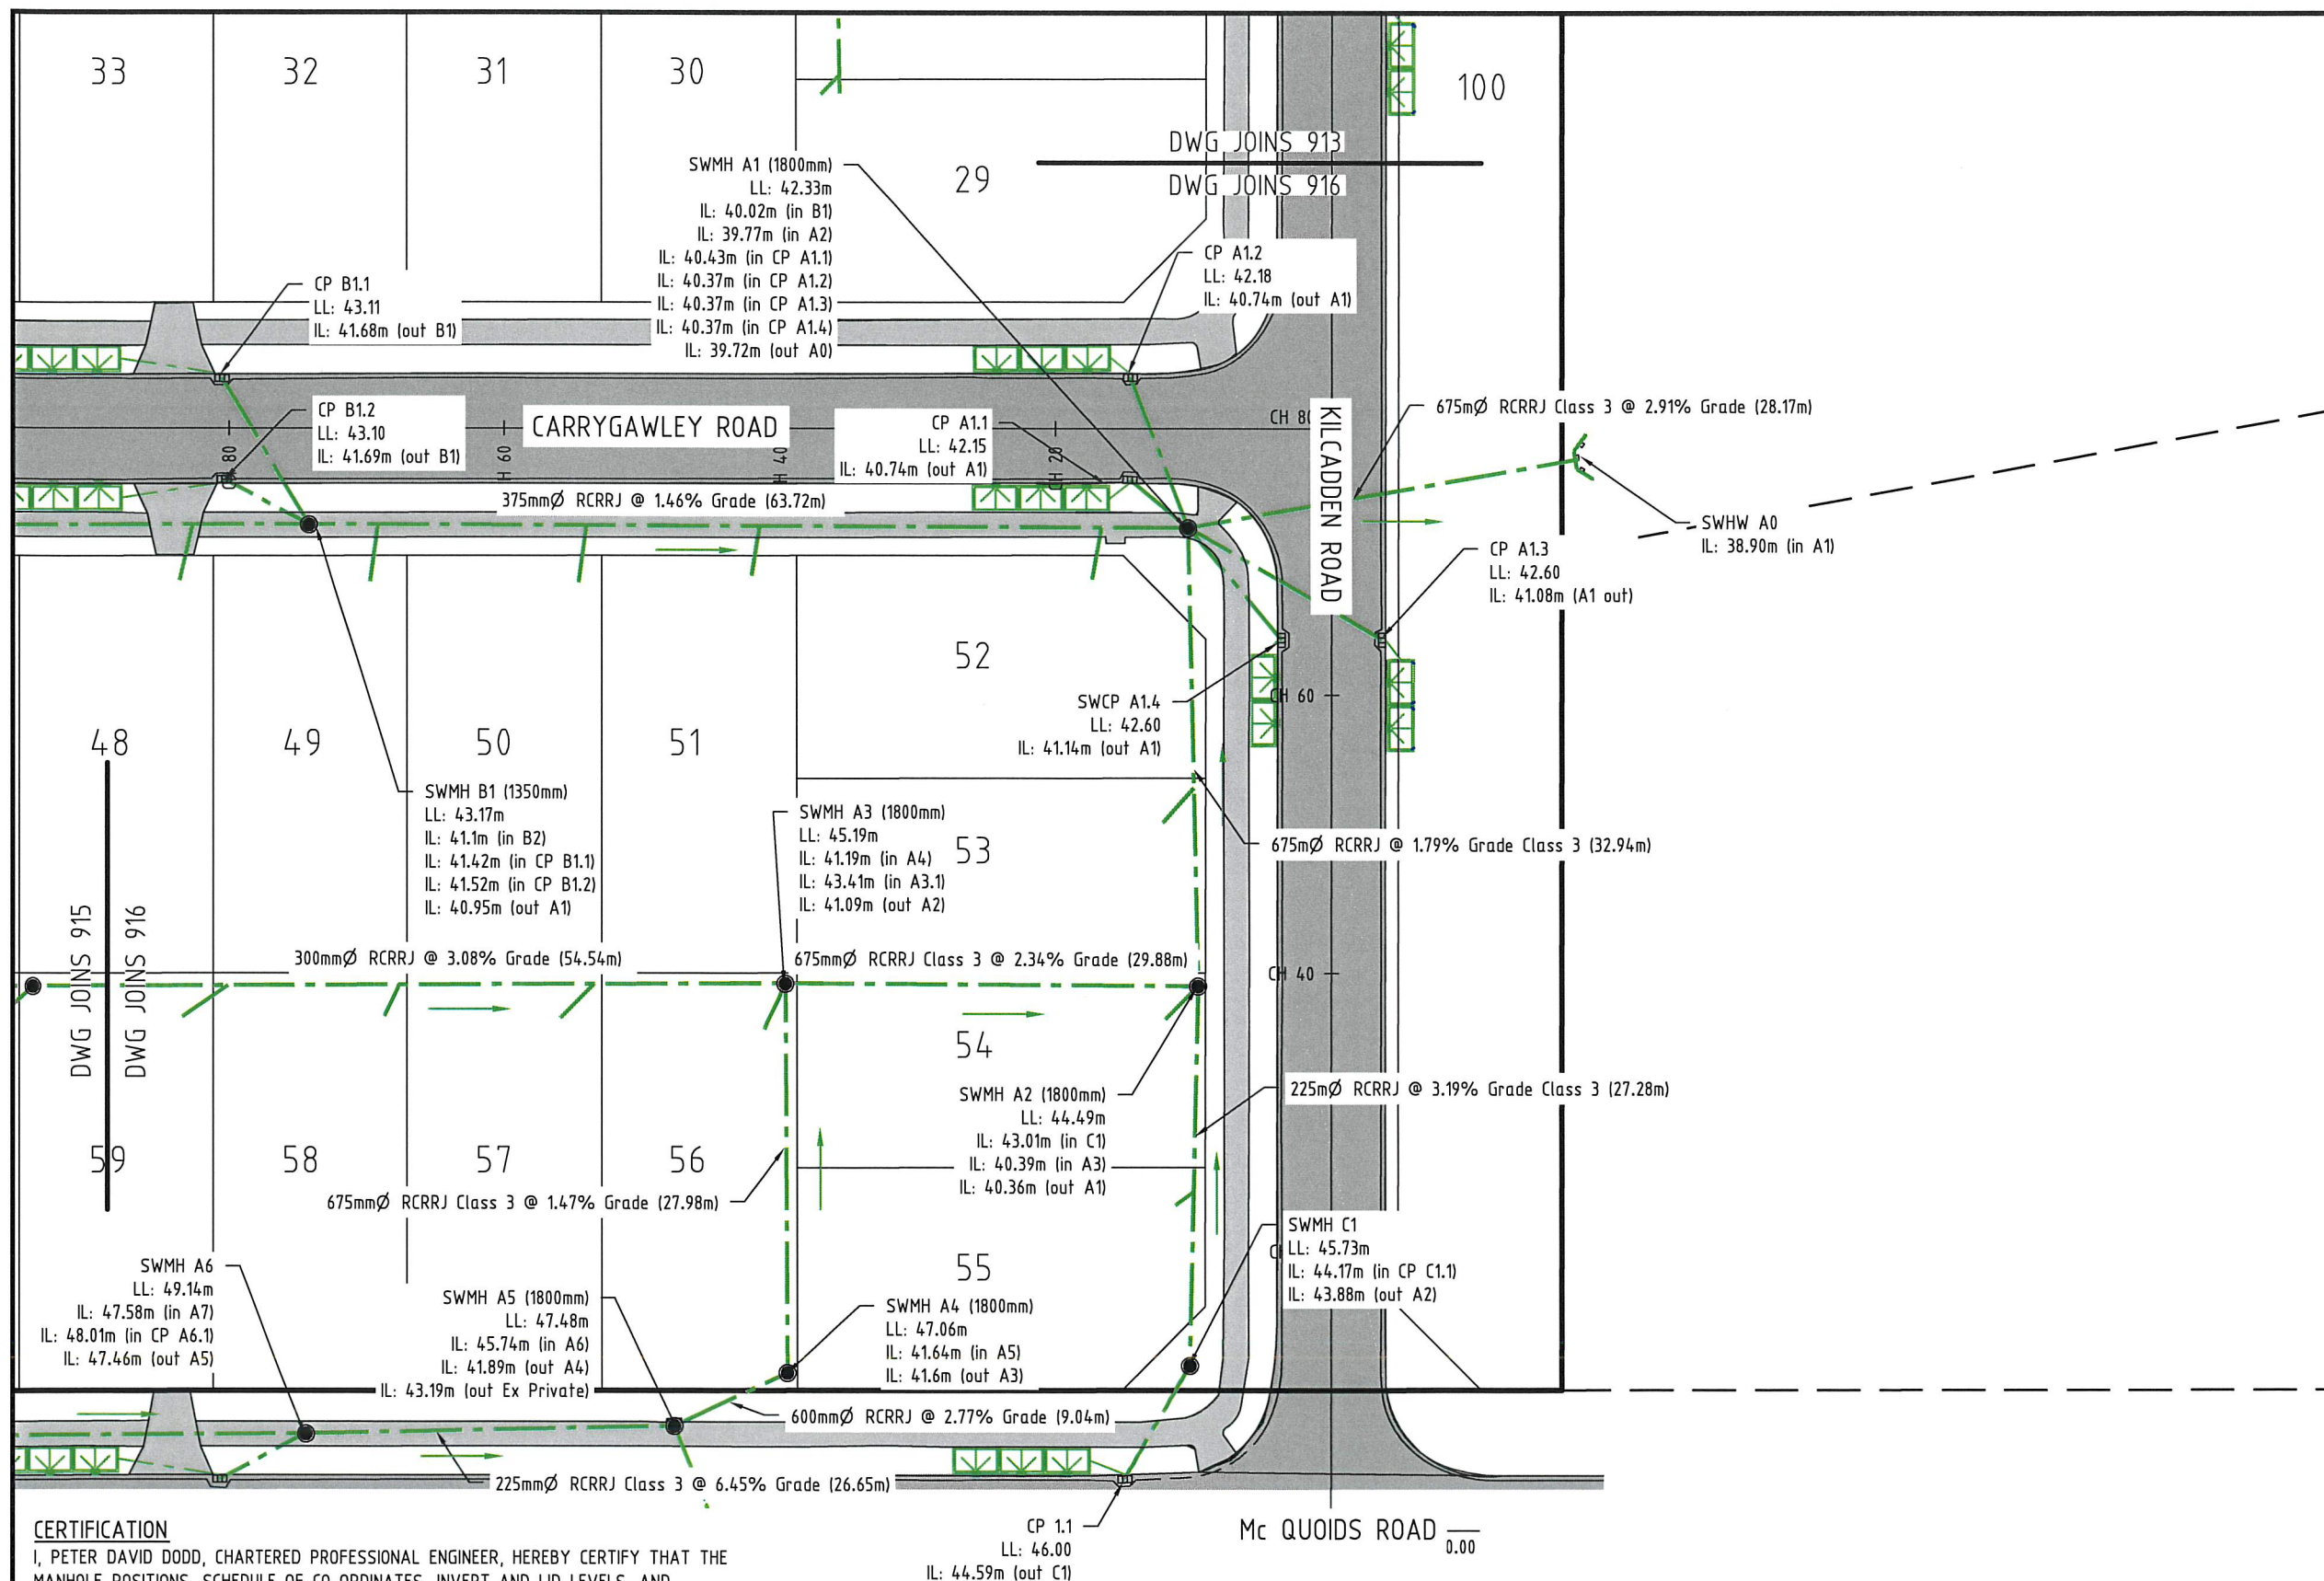 33
32
31
30
29
100
DWG JOINS 913
DWG JOINS 916
SWMH A1 (1800mm)
LL: 42.33m
IL: 40.02m (in B1)
IL: 39.77m (in A2)
IL: 40.43m (in CP A1.1)
IL: 40.37m (in CP A1.2)
IL: 40.37m (in CP A1.3)
IL: 40.37m (in CP A1.4)
IL: 39.72m (out A0)
CP A1.2
LL: 42.18
IL: 40.74m (out A1)
CP B1.1
LL: 43.11
IL: 41.68m (out B1)
CP B1.2
LL: 43.10
IL: 41.69m (out B1)
80
H 60
CARRYGAWLEY ROAD
H 40
CP A1.1
LL: 42.15
IL: 40.74m (out A1)
CH 20
CH 80
KILCADDEN ROAD
675mØ RCRRJ Class 3 @ 2.91% Grade (28.17m)
375mmØ RCRRJ @ 1.46% Grade (63.72m)
SWHW A0
IL: 38.90m (in A1)
CP A1.3
LL: 42.60
IL: 41.08m (A1 out)
52
SWCP A1.4
LL: 42.60
IL: 41.14m (out A1)
CH 60
48
49
50
51
SWMH B1 (1350mm)
LL: 43.17m
IL: 41.1m (in B2)
IL: 41.42m (in CP B1.1)
IL: 41.52m (in CP B1.2)
IL: 40.95m (out A1)
SWMH A3 (1800mm)
LL: 45.19m
IL: 41.19m (in A4)
IL: 43.41m (in A3.1)
IL: 41.09m (out A2)
53
675mØ RCRRJ @ 1.79% Grade Class 3 (32.94m)
DWG JOINS 915
DWG JOINS 916
300mmØ RCRRJ @ 3.08% Grade (54.54m)
675mmØ RCRRJ Class 3 @ 2.34% Grade (29.88m)
CH 40
54
SWMH A2 (1800mm)
LL: 44.49m
IL: 43.01m (in C1)
IL: 40.39m (in A3)
IL: 40.36m (out A1)
225mØ RCRRJ @ 3.19% Grade Class 3 (27.28m)
59
58
57
56
675mmØ RCRRJ Class 3 @ 1.47% Grade (27.98m)
SWMH C1
LL: 45.73m
IL: 44.17m (in CP C1.1)
IL: 43.88m (out A2)
55
SWMH A6
LL: 49.14m
IL: 47.58m (in A7)
IL: 48.01m (in CP A6.1)
IL: 47.46m (out A5)
SWMH A5 (1800mm)
LL: 47.48m
IL: 45.74m (in A6)
IL: 41.89m (out A4)
IL: 43.19m (out Ex Private)
SWMH A4 (1800mm)
LL: 47.06m
IL: 41.64m (in A5)
IL: 41.6m (out A3)
600mmØ RCRRJ @ 2.77% Grade (9.04m)
225mmØ RCRRJ Class 3 @ 6.45% Grade (26.65m)
CP 1.1
LL: 46.00
IL: 44.59m (out C1)
Mc QUOIDS ROAD
0.00
CERTIFICATION
I, PETER DAVID DODD, CHARTERED PROFESSIONAL ENGINEER, HEREBY CERTIFY THAT THE
MANHOLE POSITIONS, SCHEDULE OF CO-ORDINATES, INVERT AND LID LEVELS, AND